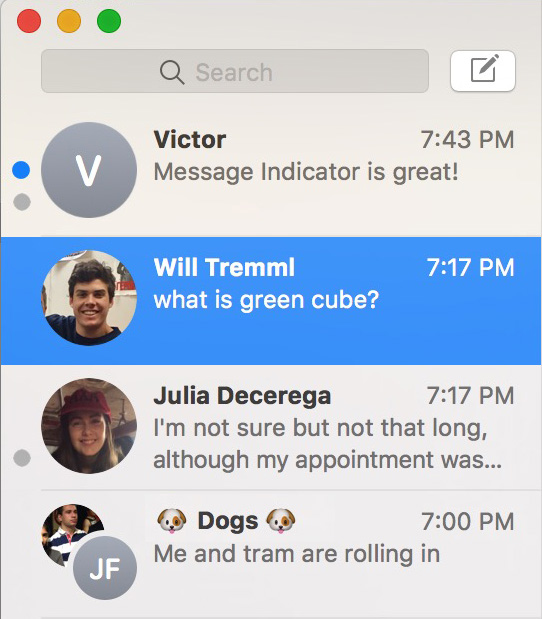 Search
V
Victor 7:43 PM
Message Indicator is great!
Will Tremml 7:17 PM
what is green cube?
Julia Decerega 7:17 PM
I'm not sure but not that long,
although my appointment was...
🐶 Dogs 🐶 7:00 PM
Me and tram are rolling in
JF